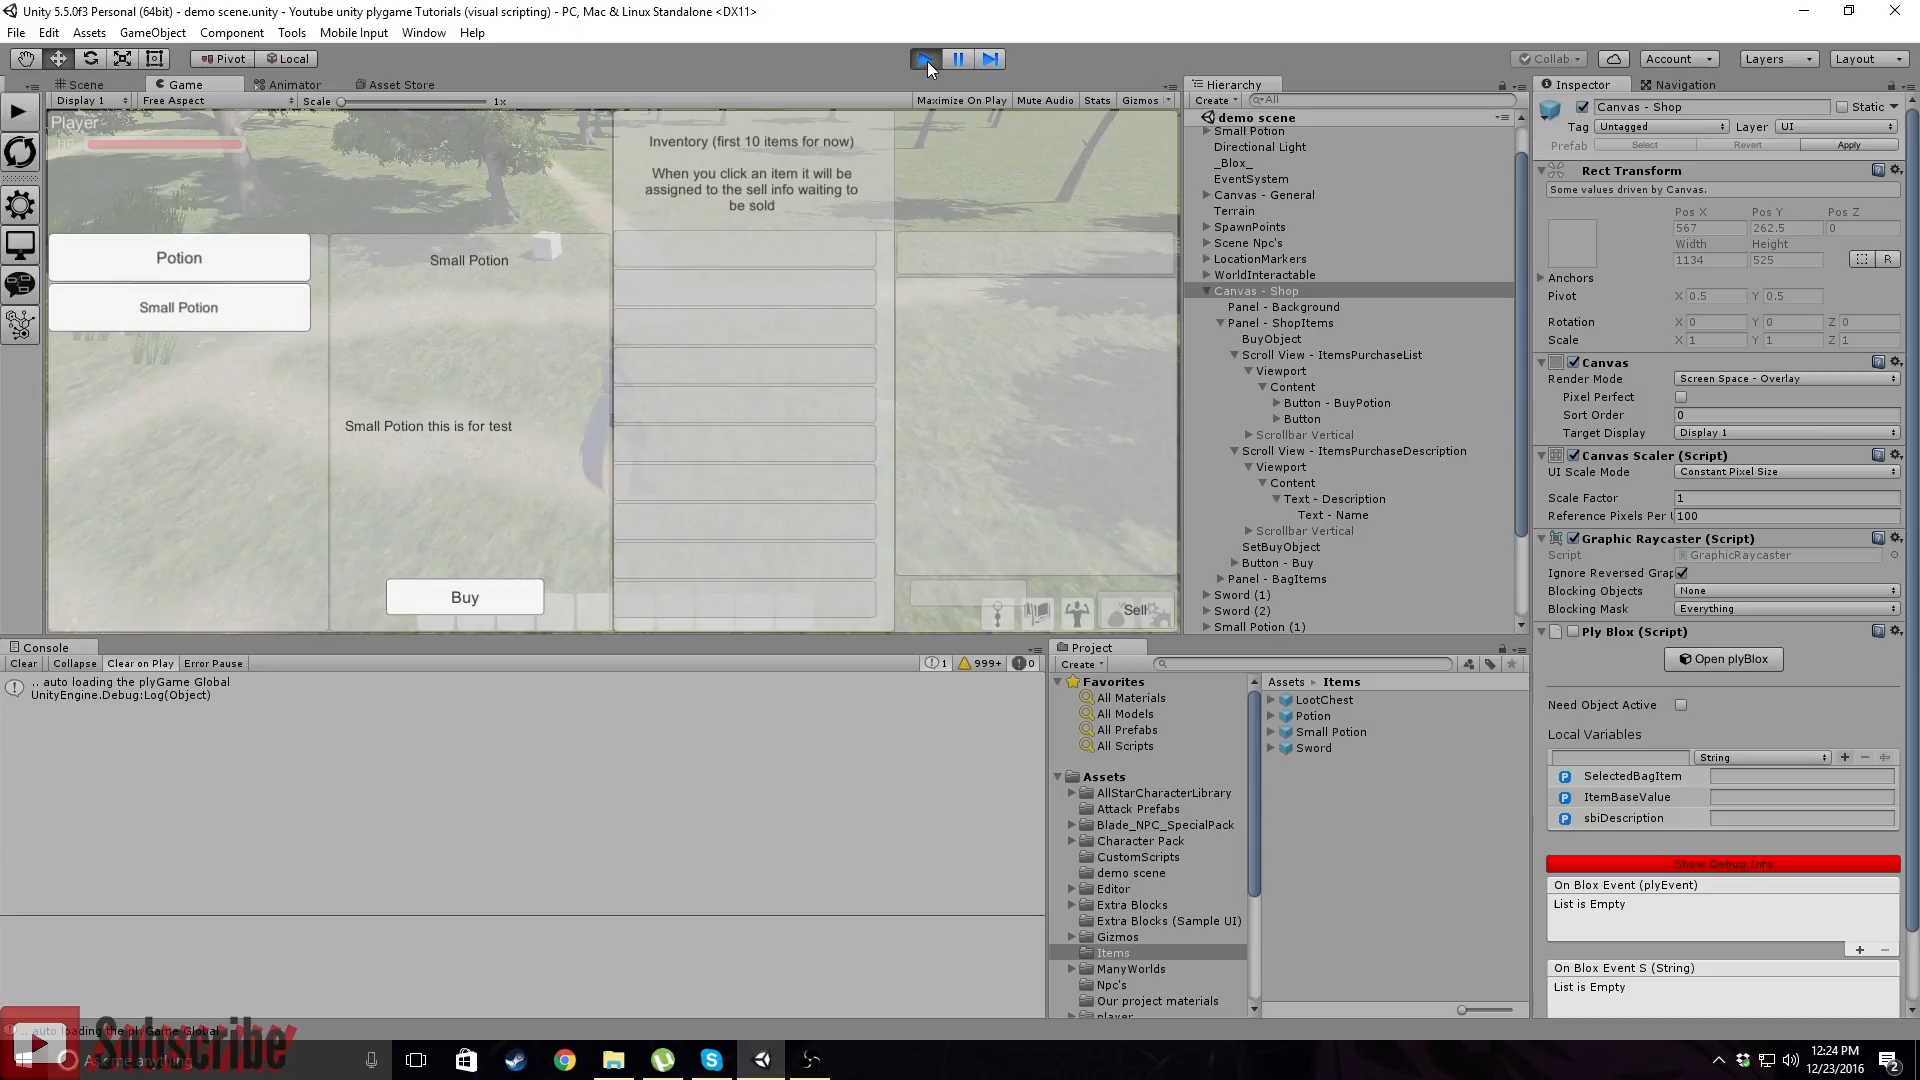 Unity 5.5.0f3 Personal (64bit) - demo scene.unity - Youtube unity plygame Tutorials (visual scripting) - PC, Mac & Linux Standalone <DX11>
File Edit Assets GameObject Component Tools Mobile Input Window Help
Pivot Local Collab Account Layers Layout
Scene Game Animator Asset Store
Display 1 Free Aspect Scale 1x Maximize On Play Mute Audio Stats Gizmos
Player
HP
Inventory (first 10 items for now)
When you click an item it will be
assigned to the sell info waiting to
be sold
Potion
Small Potion
Small Potion
Small Potion this is for test
Buy
Sell
Hierarchy
Create All
demo scene
Small Potion
Directional Light
_Blox_
EventSystem
Canvas - General
Terrain
SpawnPoints
Scene Npc's
LocationMarkers
WorldInteractable
Canvas - Shop
Panel - Background
Panel - ShopItems
BuyObject
Scroll View - ItemsPurchaseList
Viewport
Content
Button - BuyPotion
Button
Scrollbar Vertical
Scroll View - ItemsPurchaseDescription
Viewport
Content
Text - Description
Text - Name
Scrollbar Vertical
SetBuyObject
Button - Buy
Panel - BagItems
Sword (1)
Sword (2)
Small Potion (1)
Inspector Navigation
Canvas - Shop Static
Tag Untagged Layer UI
Prefab Select Revert Apply
Rect Transform
Some values driven by Canvas.
Pos X Pos Y Pos Z
567 262.5 0
Width Height
1134 525
R
Anchors
Pivot X 0.5 Y 0.5
Rotation X 0 Y 0 Z 0
Scale X 1 Y 1 Z 1
Canvas
Render Mode Screen Space - Overlay
Pixel Perfect
Sort Order 0
Target Display Display 1
Canvas Scaler (Script)
UI Scale Mode Constant Pixel Size
Scale Factor 1
Reference Pixels Per 100
Graphic Raycaster (Script)
Script GraphicRaycaster
Ignore Reversed Grap
Blocking Objects None
Blocking Mask Everything
Ply Blox (Script)
Open plyBlox
Need Object Active
Local Variables
String
SelectedBagItem
ItemBaseValue
sbiDescription
Show Debug Info
On Blox Event (plyEvent)
List is Empty
On Blox Event S (String)
List is Empty
Console
Clear Collapse Clear on Play Error Pause 1 999+ 0
.. auto loading the plyGame Global
UnityEngine.Debug:Log(Object)
Project
Create
Favorites
All Materials
All Models
All Prefabs
All Scripts
Assets
AllStarCharacterLibrary
Attack Prefabs
Blade_NPC_SpecialPack
Character Pack
CustomScripts
demo scene
Editor
Extra Blocks
Extra Blocks (Sample UI)
Gizmos
Items
ManyWorlds
Npc's
Our project materials
player
Assets Items
LootChest
Potion
Small Potion
Sword
.. auto loading the plyGame Global
Subscribe
Ask me anything
12:24 PM
12/23/2016
2